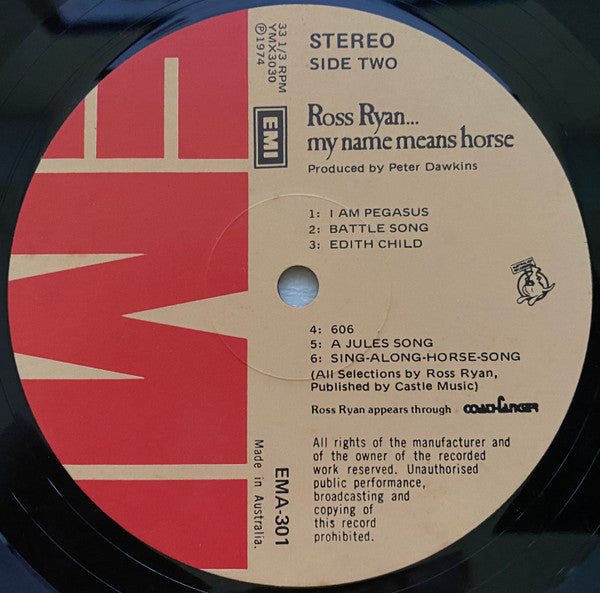 STEREO
SIDE TWO
33 1/3 RPM
YMX3030
Ⓟ1974
EMI
Ross Ryan...
my name means horse
Produced by Peter Dawkins
1: I AM PEGASUS
2: BATTLE SONG
3: EDITH CHILD
4: 606
5: A JULES SONG
6: SING-ALONG-HORSE-SONG
(All Selections by Ross Ryan,
Published by Castle Music)
Ross Ryan appears through
All rights of the manufacturer and
of the owner of the recorded
work reserved. Unauthorised
public performance,
broadcasting and
copying of
this record
prohibited.
EMA-301
Made in Australia.
EMI